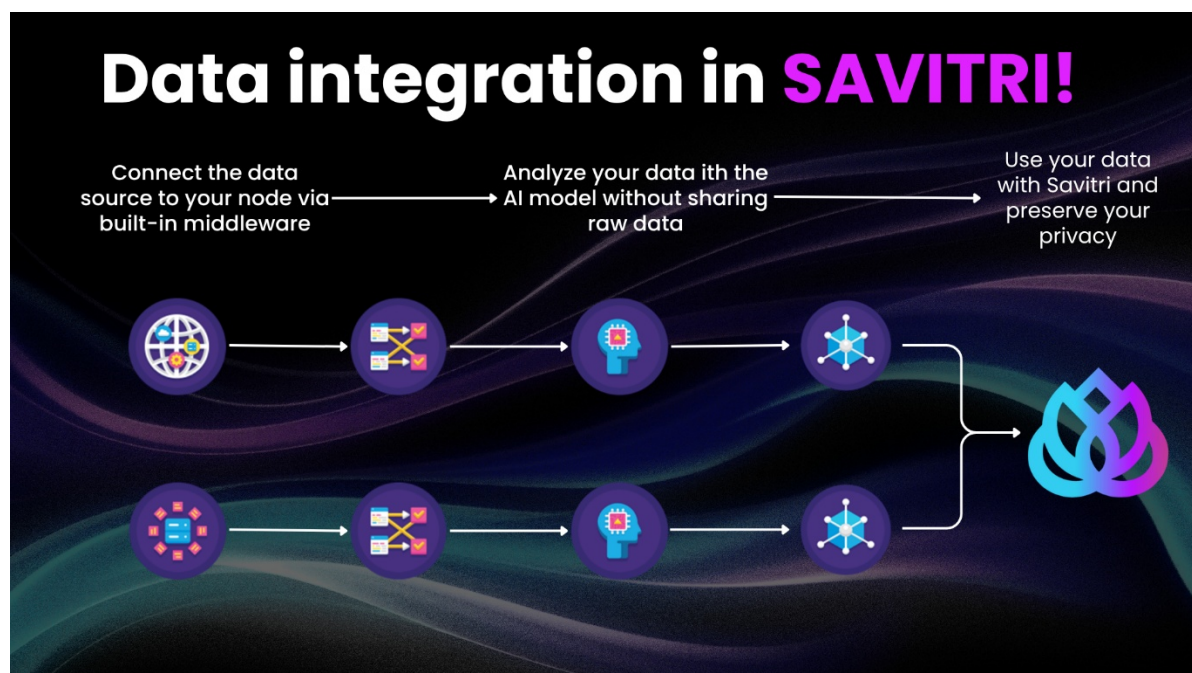 Data integration in SAVITRI!
Connect the data
source to your node via
built-in middleware
Analyze your data ith the
AI model without sharing
raw data
Use your data
with Savitri and
preserve your
privacy